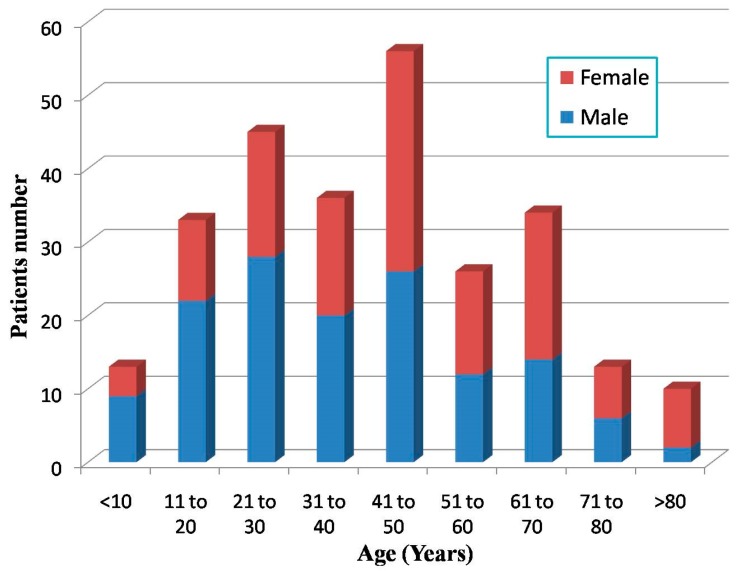 60
50
40
30
20
10
0
Patients number
Female
Male
<10
11 to
20
21 to
30
31 to
40
41 to
50
51 to
60
61 to
70
71 to
80
>80
Age (Years)